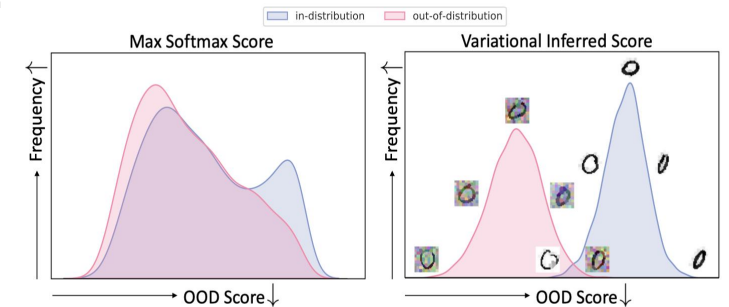 in-distribution out-of-distribution
Max Softmax Score
Variational Inferred Score
Frequency
Frequency
OOD Score
OOD Score